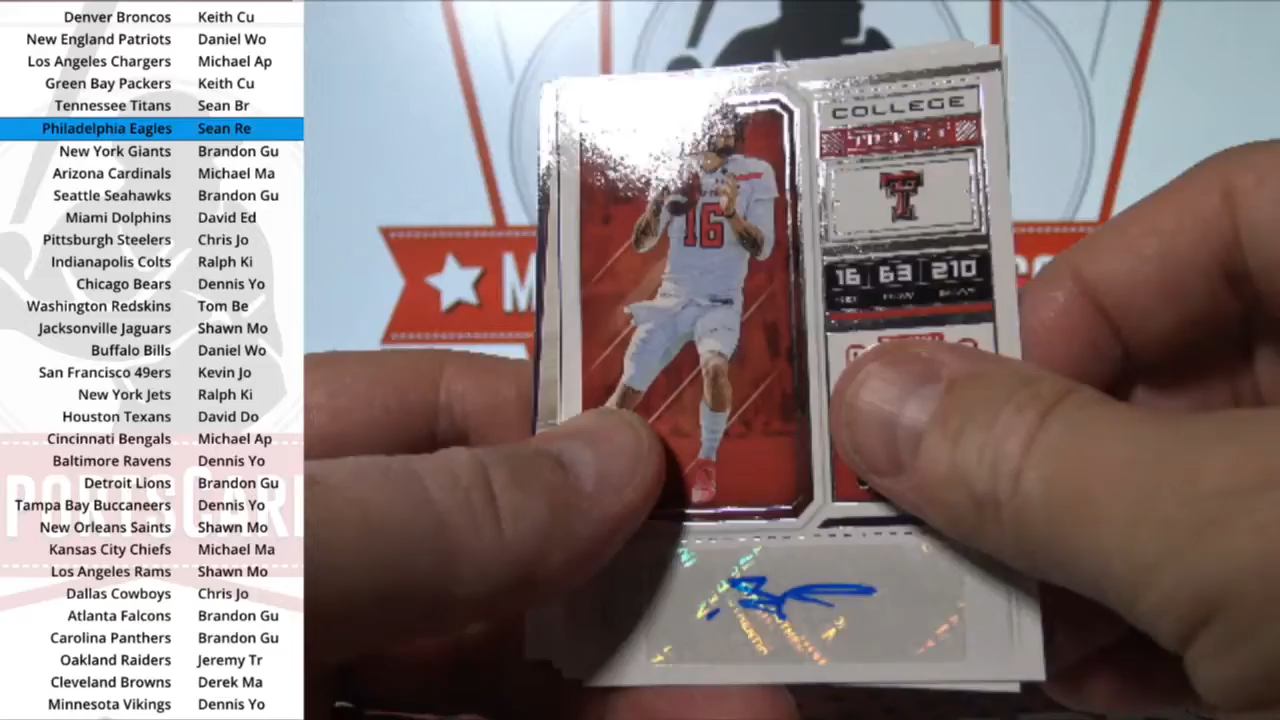 Denver Broncos Keith Cu
New England Patriots Daniel Wo
Los Angeles Chargers Michael Ap
Green Bay Packers Keith Cu
Tennessee Titans Sean Br
Philadelphia Eagles Sean Re
New York Giants Brandon Gu
Arizona Cardinals Michael Ma
Seattle Seahawks Brandon Gu
Miami Dolphins David Ed
Pittsburgh Steelers Chris Jo
Indianapolis Colts Ralph Ki
Chicago Bears Dennis Yo
Washington Redskins Tom Be
Jacksonville Jaguars Shawn Mo
Buffalo Bills Daniel Wo
San Francisco 49ers Kevin Jo
New York Jets Ralph Ki
Houston Texans David Do
Cincinnati Bengals Michael Ap
Baltimore Ravens Dennis Yo
Detroit Lions Brandon Gu
Tampa Bay Buccaneers Dennis Yo
New Orleans Saints Shawn Mo
Kansas City Chiefs Michael Ma
Los Angeles Rams Shawn Mo
Dallas Cowboys Chris Jo
Atlanta Falcons Brandon Gu
Carolina Panthers Brandon Gu
Oakland Raiders Jeremy Tr
Cleveland Browns Derek Ma
Minnesota Vikings Dennis Yo
COLLEGE
TICKET
T
16 63 210
16